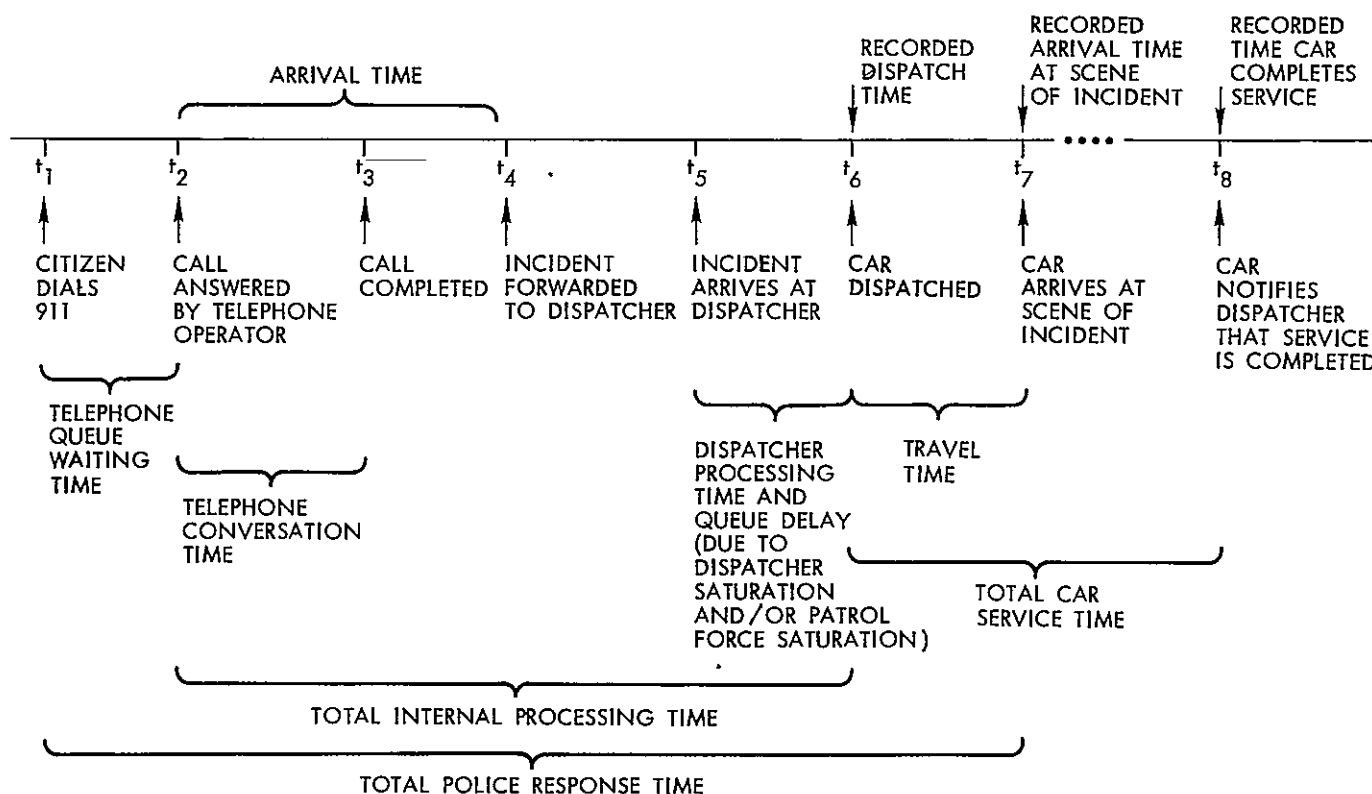 ARRIVAL TIME
RECORDED
DISPATCH
TIME
RECORDED
ARRIVAL TIME
AT SCENE
OF INCIDENT
RECORDED
TIME CAR
COMPLETES
SERVICE
t1
t2
t3
t4
t5
t6
t7
t8
CITIZEN
DIALS
911
CALL
ANSWERED
BY TELEPHONE
OPERATOR
CALL
COMPLETED
INCIDENT
FORWARDED
TO DISPATCHER
INCIDENT
ARRIVES AT
DISPATCHER
CAR
DISPATCHED
CAR
ARRIVES AT
SCENE OF
INCIDENT
CAR
NOTIFIES
DISPATCHER
THAT SERVICE
IS COMPLETED
TELEPHONE
QUEUE
WAITING
TIME
TELEPHONE
CONVERSATION
TIME
DISPATCHER
PROCESSING
TIME AND
QUEUE DELAY
(DUE TO
DISPATCHER
SATURATION
AND/OR PATROL
FORCE SATURATION)
TRAVEL
TIME
TOTAL CAR
SERVICE TIME
TOTAL INTERNAL PROCESSING TIME
TOTAL POLICE RESPONSE TIME